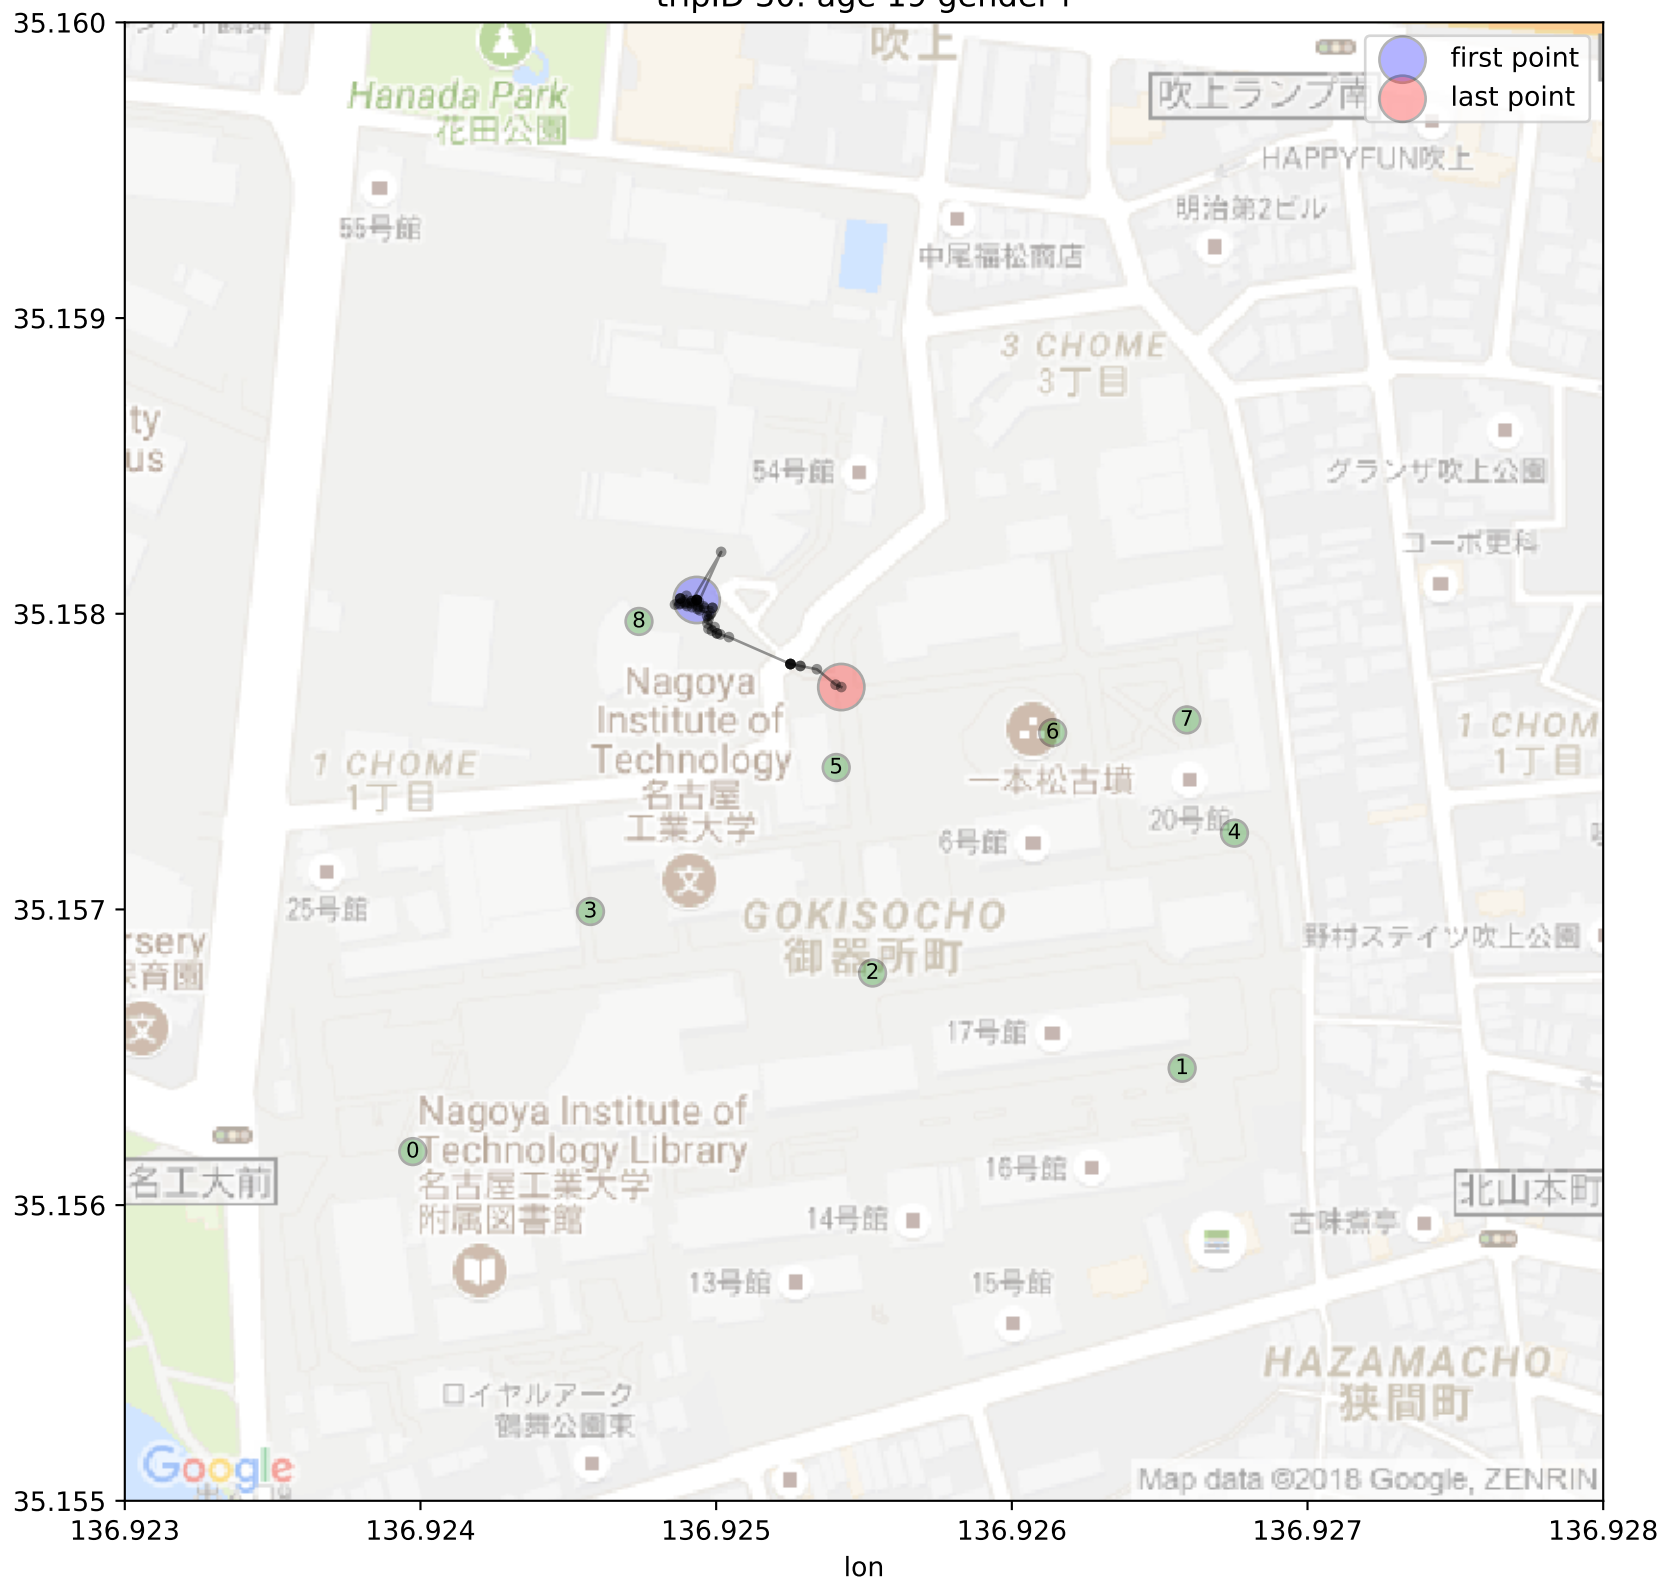 35.160
吹上
first point
last point
吹上ランプ南
Hanada Park
花田公園
HAPPYFUN吹上
明治第2ビル
55号館
中尾福松商店
35.159
3 CHOME
3丁目
ty
us
54号館
グランザ吹上公園
コーポ更科
35.158
8
Nagoya
Institute of
Technology
名古屋
工業大学
7
6
1 CHOM
1丁目
5
1 CHOME
1丁目
一本松古墳
20号館
4
6号館
25号館
3
35.157
GOKISOCHO
御器所町
2
rsery
育園
野村ステイツ吹上公園
17号館
1
Nagoya Institute of
0
Technology Library
名古屋工業大学
附属図書館
名工大前
16号館
北山本町
35.156
14号館
古味煮亭
13号館
15号館
HAZAMACHO
狭間町
ロイヤルアーク
鶴舞公園東
Google
Map data ©2018 Google, ZENRIN
35.155
136.923
136.924
136.925
136.926
136.927
136.928
lon